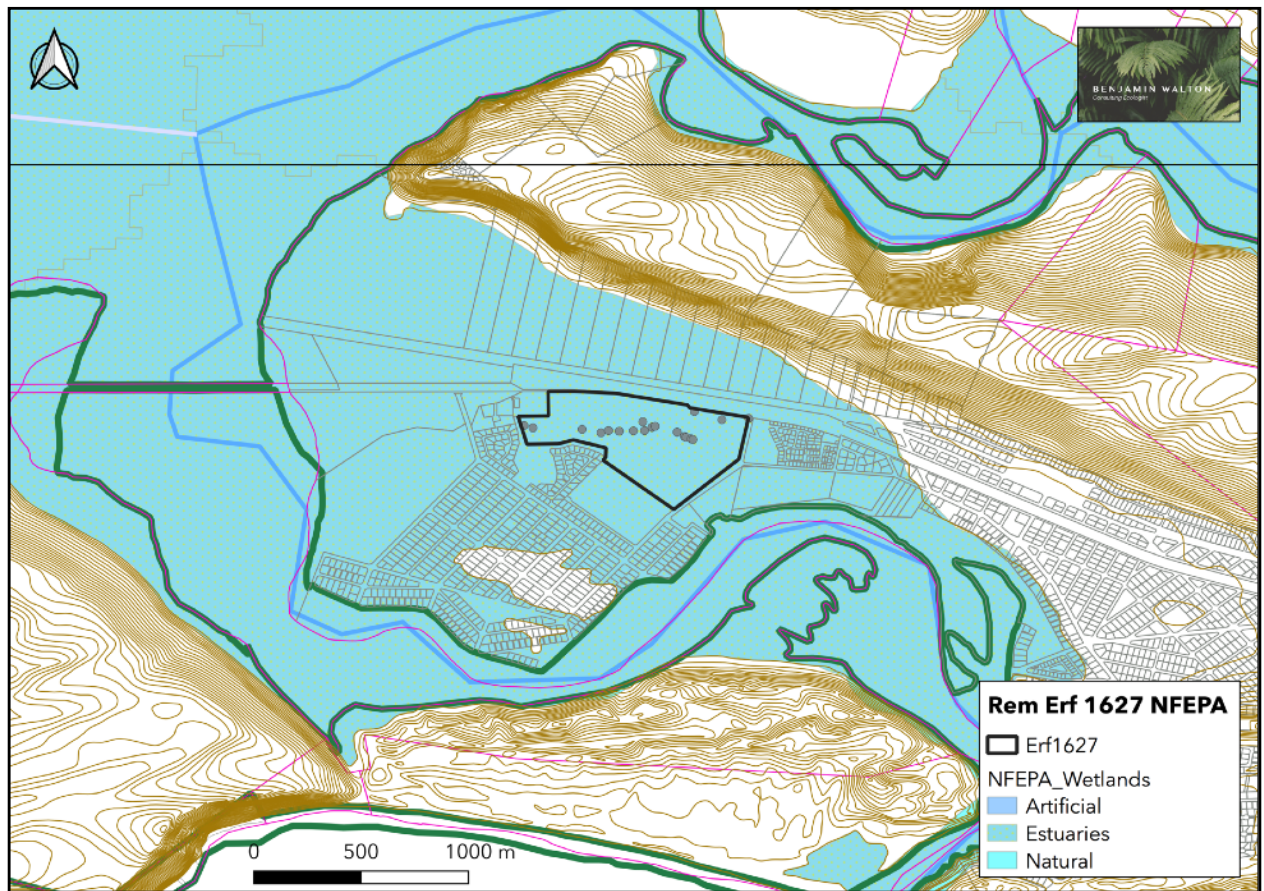 BENJAMIN WALTON
Consulting Ecologist
Rem Erf 1627 NFEPA
Erf1627
NFEPA_Wetlands
Artificial
Estuaries
Natural
0 500 1000 m